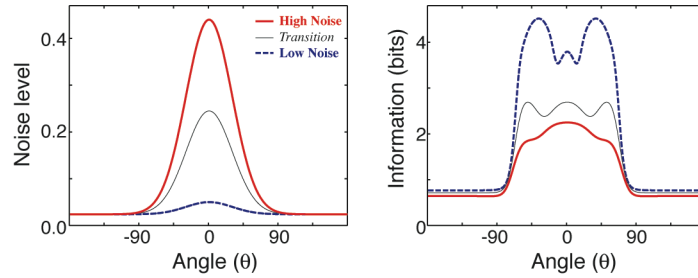 Noise level
0.4
0.2
0.0
High Noise
Transition
Low Noise
-90
0
90
Angle (θ)
Information (bits)
4
2
0
-90
0
90
Angle (θ)